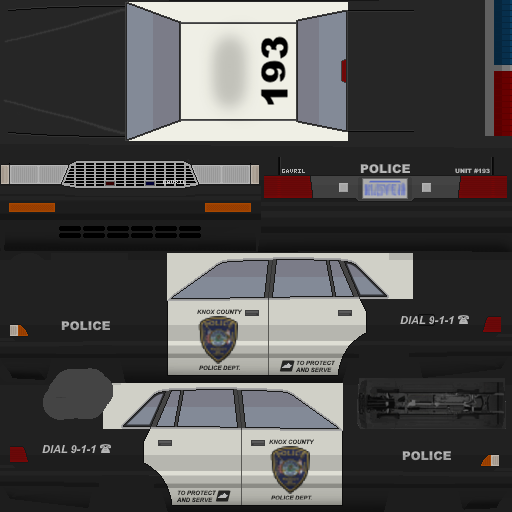 193
GAVRIL
POLICE
UNIT #193
KNOX COUNTY
POLICE
POLICE DEPT.
TO PROTECT
AND SERVE
POLICE
DIAL 9-1-1 ☎
DIAL 9-1-1 ☎
KNOX COUNTY
POLICE
POLICE DEPT.
TO PROTECT
AND SERVE
POLICE